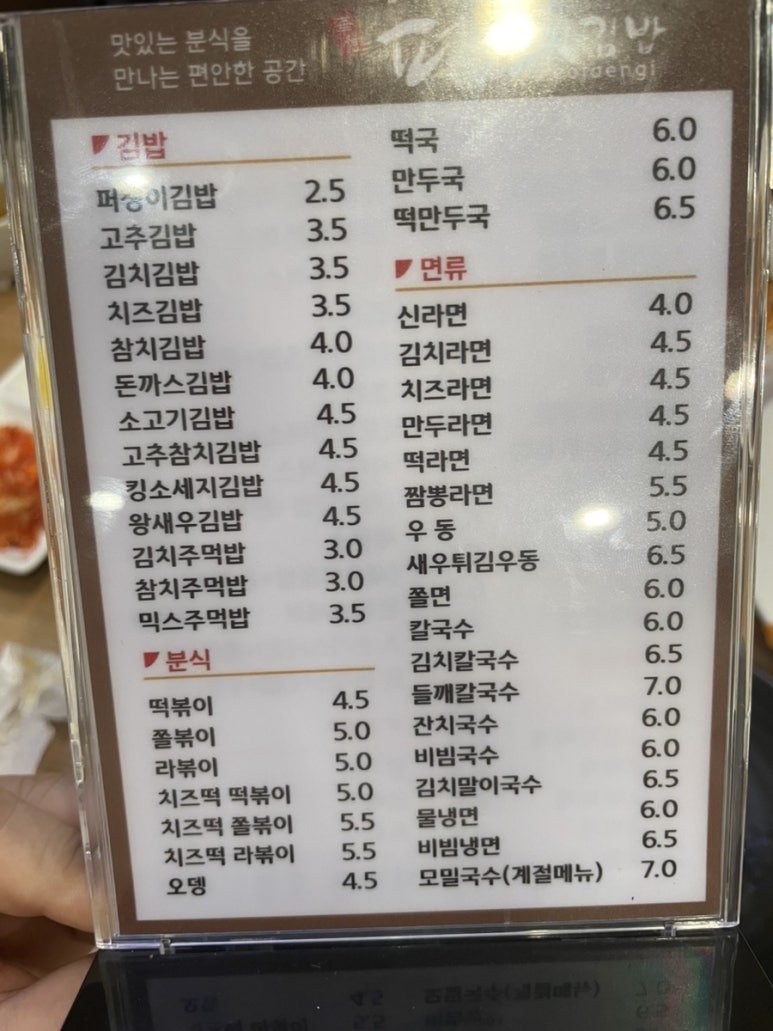 맛있는 분식을
만나는 편안한 공간
김밥
김밥
퍼장이김밥 2.5
고추김밥 3.5
김치김밥 3.5
치즈김밥 3.5
참치김밥 4.0
돈까스김밥 4.0
소고기김밥 4.5
고추참치김밥 4.5
킹소세지김밥 4.5
왕새우김밥 4.5
김치주먹밥 3.0
참치주먹밥 3.0
믹스주먹밥 3.5
분식
떡볶이 4.5
쫄볶이 5.0
라볶이 5.0
치즈떡 떡볶이 5.0
치즈떡 쫄볶이 5.5
치즈떡 라볶이 5.5
오뎅 4.5
떡국 6.0
만두국 6.0
떡만두국 6.5
면류
신라면 4.0
김치라면 4.5
치즈라면 4.5
만두라면 4.5
떡라면 4.5
짬뽕라면 5.5
우 동 5.0
새우튀김우동 6.5
쫄면 6.0
칼국수 6.0
김치칼국수 6.5
들깨칼국수 7.0
잔치국수 6.0
비빔국수 6.0
김치말이국수 6.5
물냉면 6.0
비빔냉면 6.5
모밀국수(계절메뉴) 7.0